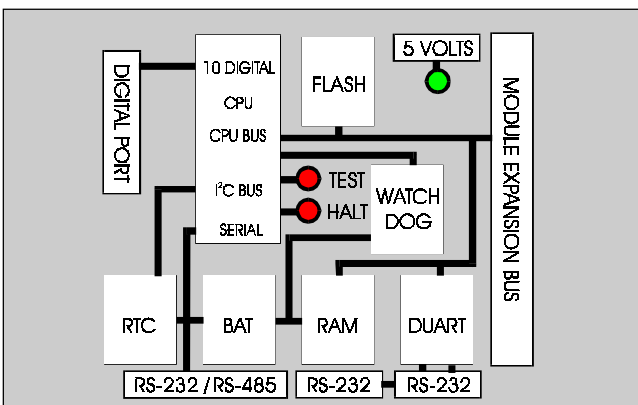 DIGITAL PORT
10 DIGITAL
CPU
CPU BUS
I²C BUS
SERIAL
FLASH
5 VOLTS
MODULE EXPANSION BUS
TEST
HALT
WATCH
DOG
RTC
BAT
RAM
DUART
RS-232 / RS-485
RS-232
RS-232